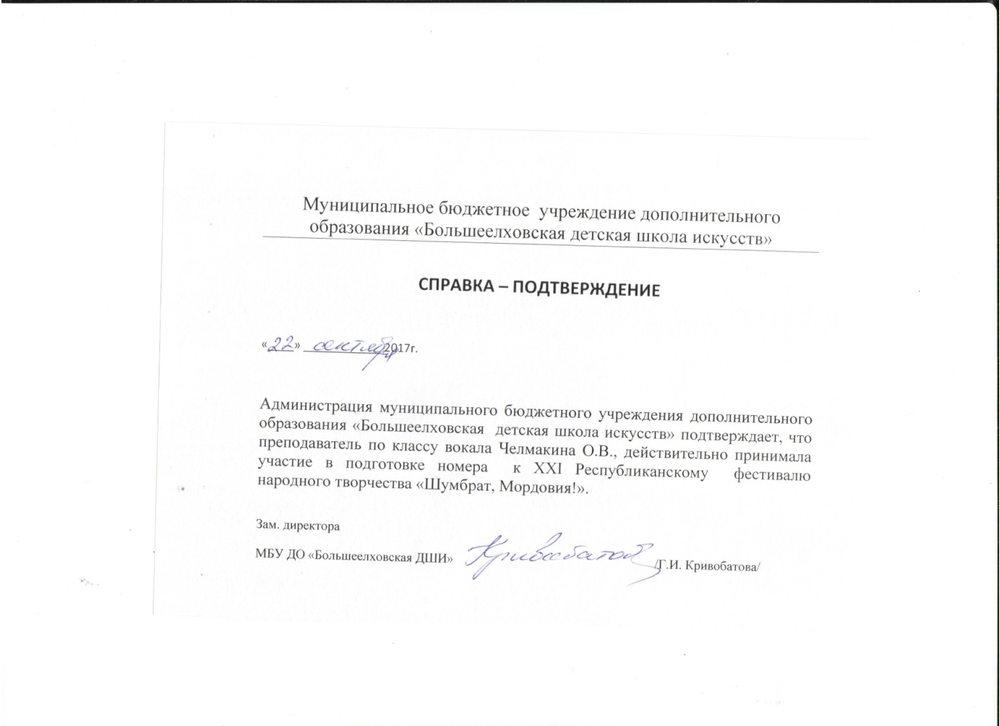 Муниципальное бюджетное учреждение дополнительного
образования «Большеелховская детская школа искусств»
СПРАВКА – ПОДТВЕРЖДЕНИЕ
«22» сентября 2017г.
Администрация муниципального бюджетного учреждения дополнительного
образования «Большеелховская детская школа искусств» подтверждает, что
преподаватель по классу вокала Челмакина О.В., действительно принимала
участие в подготовке номера к XXI Республиканскому фестивалю
народного творчества «Шумбрат, Мордовия!».
Зам. директора
МБУ ДО «Большеелховская ДШИ» Кривобатова /Г.И. Кривобатова/